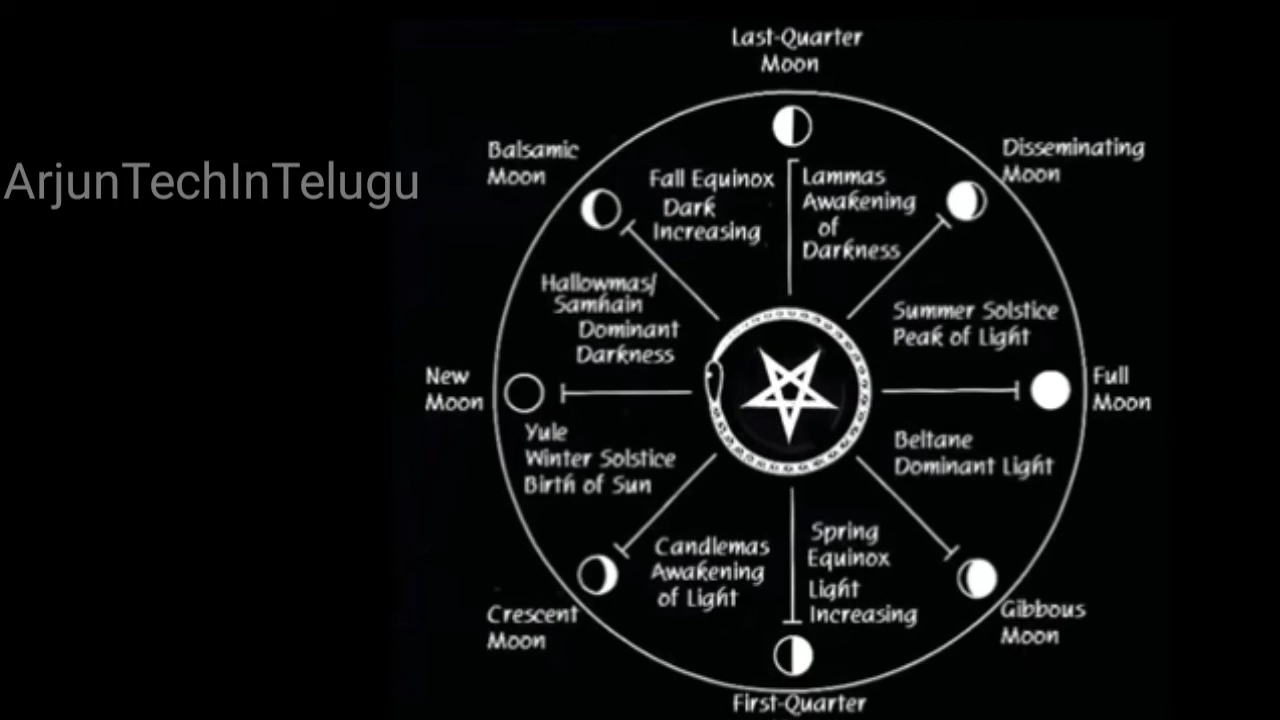 Last-Quarter
Moon
Balsamic
Moon
Disseminating
Moon
ArjunTechInTelugu
Fall Equinox
Dark
Increasing
Lammas
Awakening
of
Darkness
Hallowmas/
Samhain
Dominant
Darkness
Summer Solstice
Peak of Light
New
Moon
Full
Moon
Yule
Winter Solstice
Birth of Sun
Beltane
Dominant Light
Candlemas
Awakening
of Light
Spring
Equinox
Light
Increasing
Crescent
Moon
Gibbous
Moon
First-Quarter